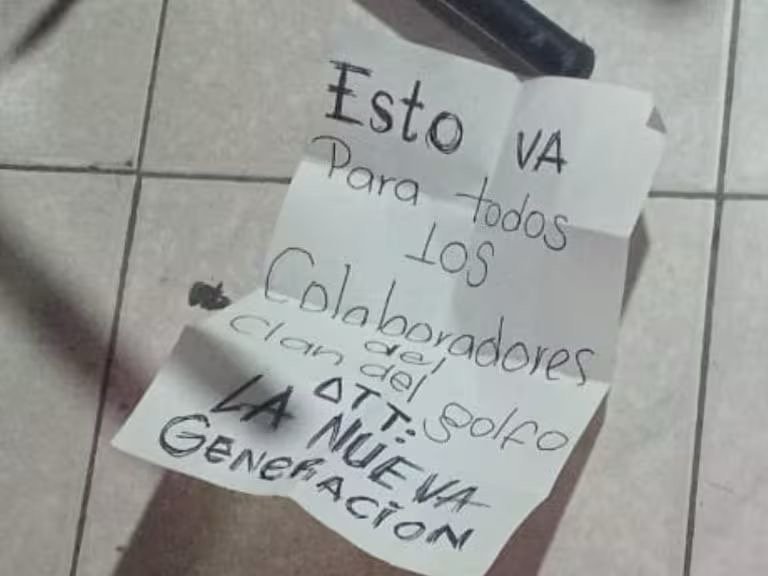 Esto VA
Para todos
los
Colaboradores
del
Clan del golfo
ATT:
LA NUEVA
GENERACION